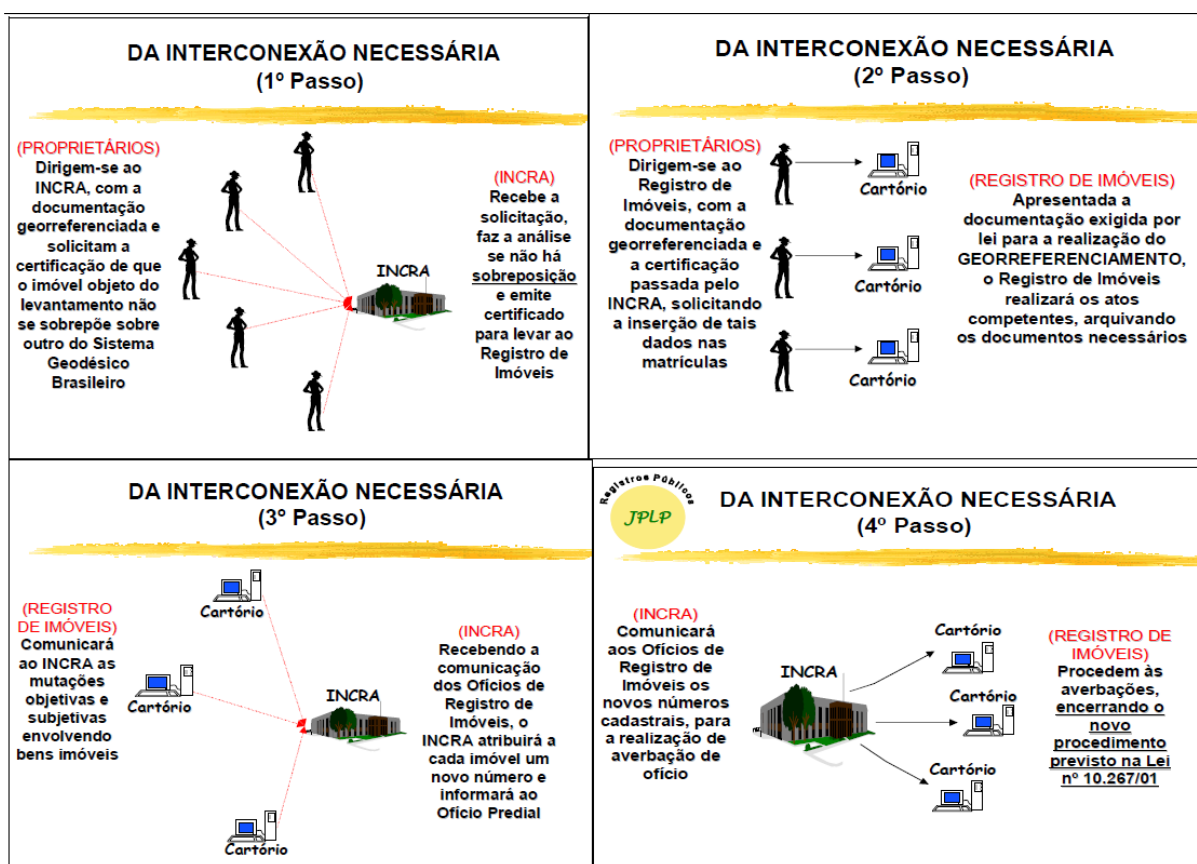 DA INTERCONEXÃO NECESSÁRIA
(1º Passo)
(PROPRIETÁRIOS)
Dirigem-se ao
INCRA, com a
documentação
georreferenciada e
solicitam a
certificação de que
o imóvel objeto do
levantamento não
se sobrepõe sobre
outro do Sistema
Geodésico
Brasileiro
INCRA
(INCRA)
Recebe a
solicitação,
faz a análise
se não há
sobreposição
e emite
certificado
para levar ao
Registro de
Imóveis
DA INTERCONEXÃO NECESSÁRIA
(2º Passo)
(PROPRIETÁRIOS)
Dirigem-se ao
Registro de
Imóveis, com a
documentação
georreferenciada e
a certificação
passada pelo
INCRA, solicitando
a inserção de tais
dados nas
matrículas
Cartório
Cartório
Cartório
(REGISTRO DE IMÓVEIS)
Apresentada a
documentação exigida por
lei para a realização do
GEORREFERENCIAMENTO,
o Registro de Imóveis
realizará os atos
competentes, arquivando
os documentos necessários
DA INTERCONEXÃO NECESSÁRIA
(3º Passo)
(REGISTRO
DE IMÓVEIS)
Comunicará
ao INCRA as
mutações
objetivas e
subjetivas
envolvendo
bens imóveis
Cartório
Cartório
Cartório
INCRA
(INCRA)
Recebendo a
comunicação
dos Ofícios de
Registro de
Imóveis, o
INCRA atribuirá a
cada imóvel um
novo número e
informará ao
Ofício Predial
Registros Públicos
JPLP
DA INTERCONEXÃO NECESSÁRIA
(4º Passo)
(INCRA)
Comunicará
aos Ofícios de
Registro de
Imóveis os
novos números
cadastrais, para
a realização de
averbação de
ofício
INCRA
Cartório
Cartório
Cartório
(REGISTRO DE
IMÓVEIS)
Procedem às
averbações,
encerrando o
novo
procedimento
previsto na Lei
nº 10.267/01